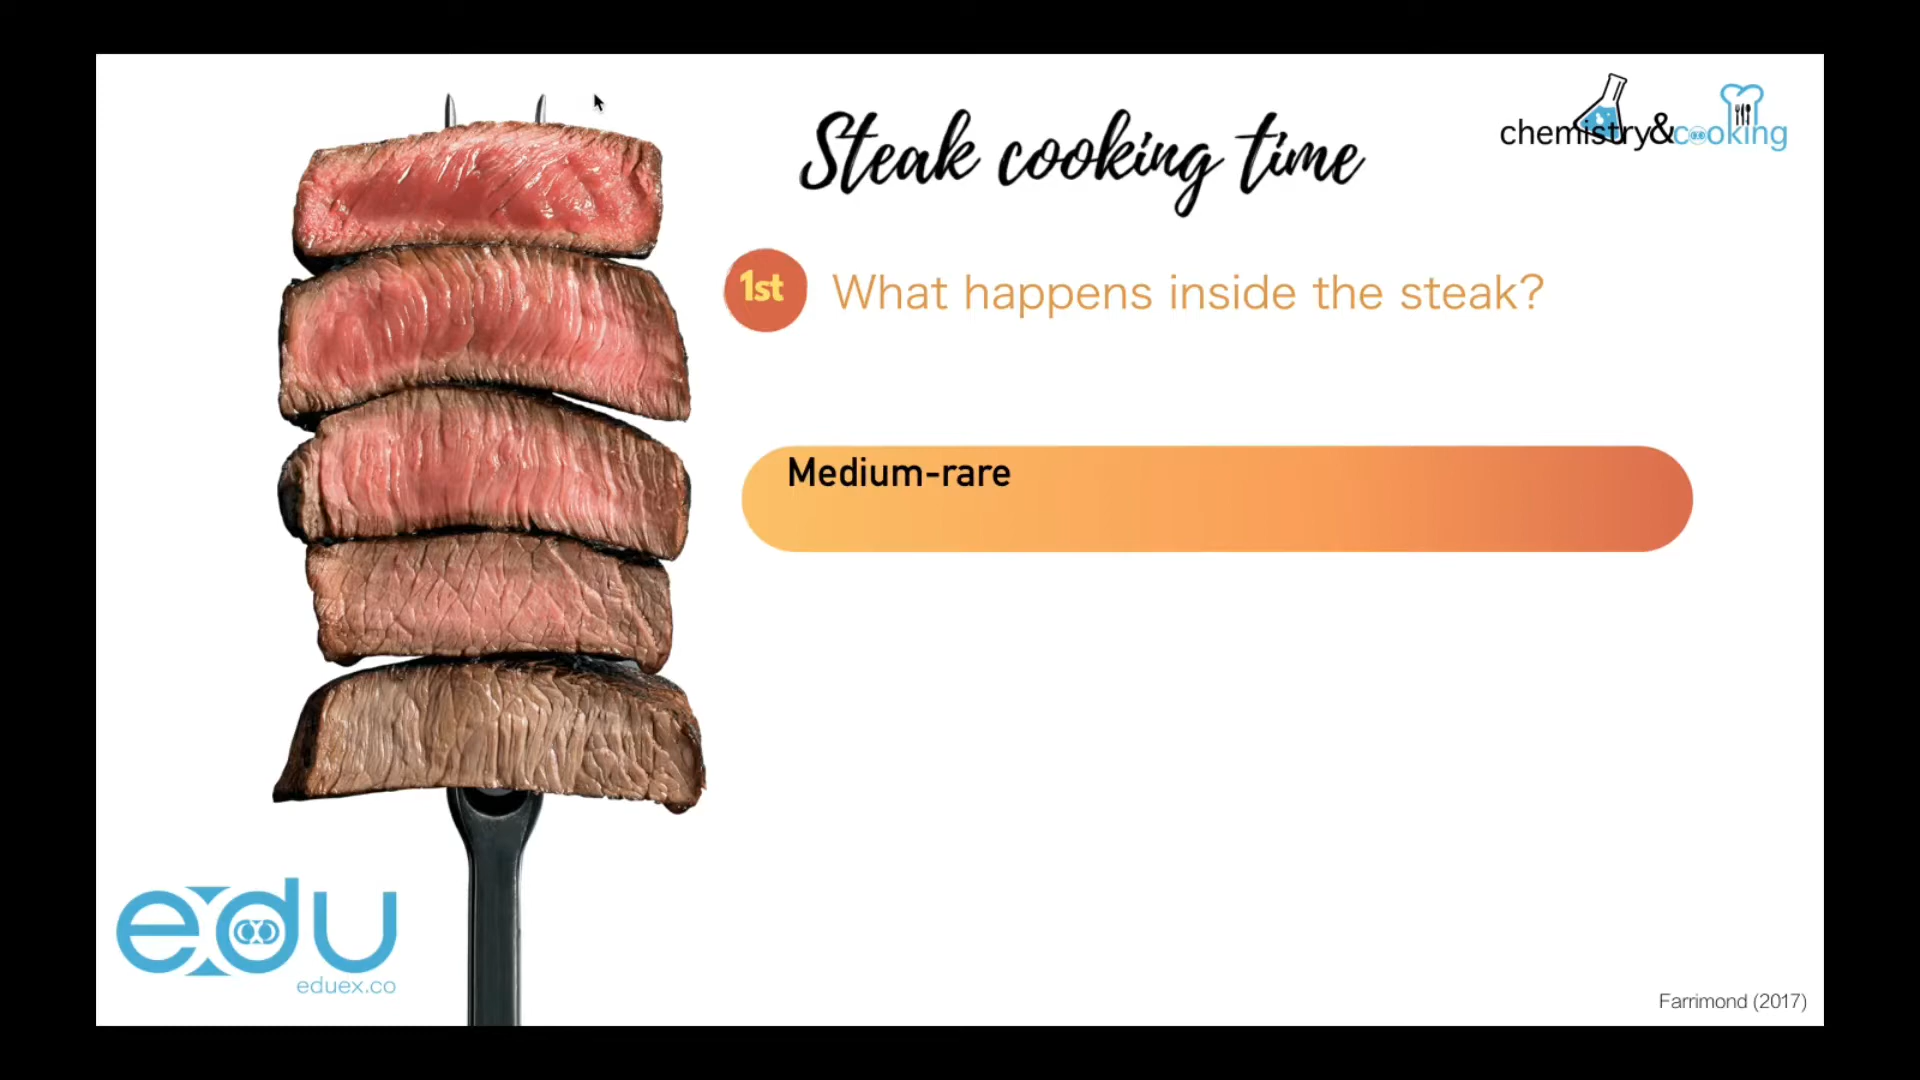 Steak cooking time
chemistry&cooking
1st What happens inside the steak?
Medium-rare
edu
eduex.co
Farrimond (2017)